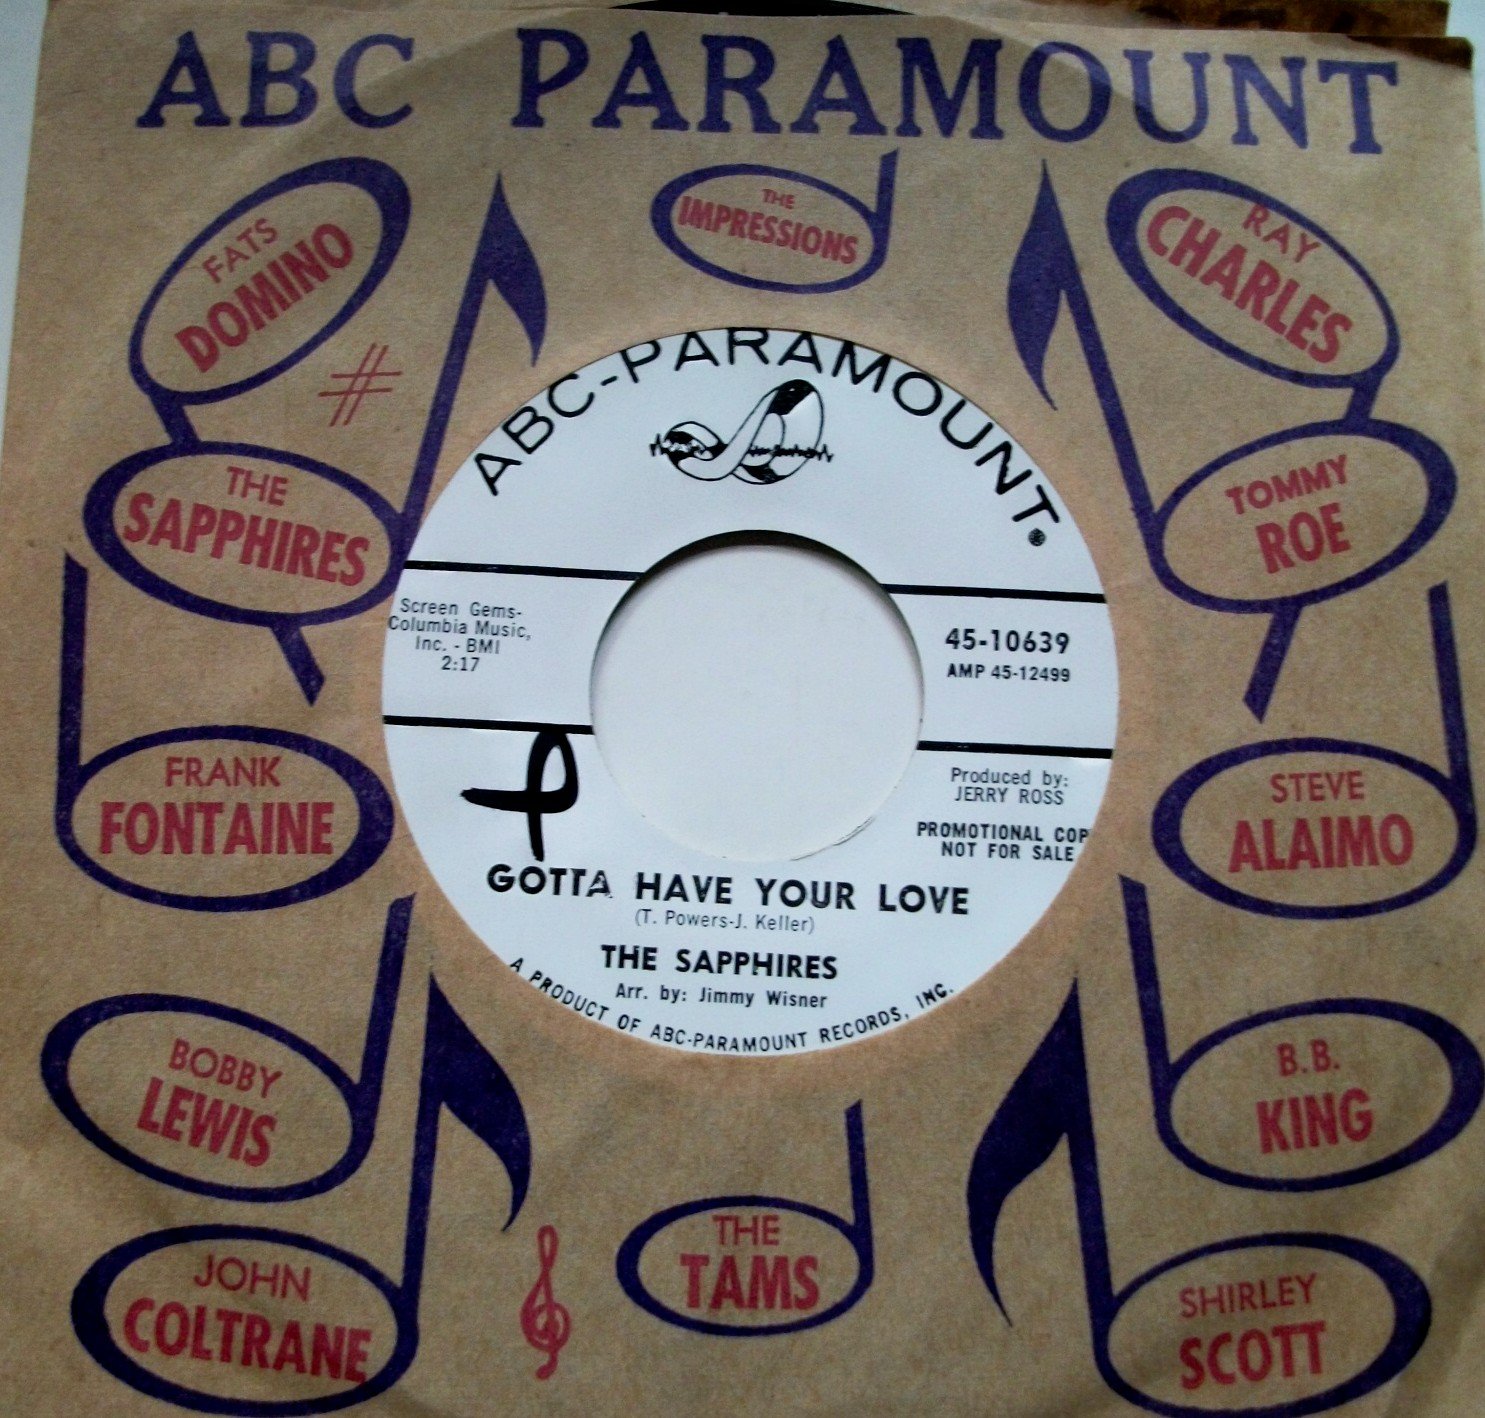 ABC PARAMOUNT
FATS
DOMINO
THE
IMPRESSIONS
RAY
CHARLES
THE
SAPPHIRES
TOMMY
ROE
FRANK
FONTAINE
STEVE
ALAIMO
BOBBY
LEWIS
B.B.
KING
JOHN
COLTRANE
THE
TAMS
SHIRLEY
SCOTT
ABC-PARAMOUNT
Screen Gems-
Columbia Music,
Inc. - BMI
2:17
45-10639
AMP 45-12499
Produced by:
JERRY ROSS
PROMOTIONAL COP
NOT FOR SALE
GOTTA HAVE YOUR LOVE
(T. Powers-J. Keller)
THE SAPPHIRES
Arr. by: Jimmy Wisner
A PRODUCT OF ABC-PARAMOUNT RECORDS, INC.